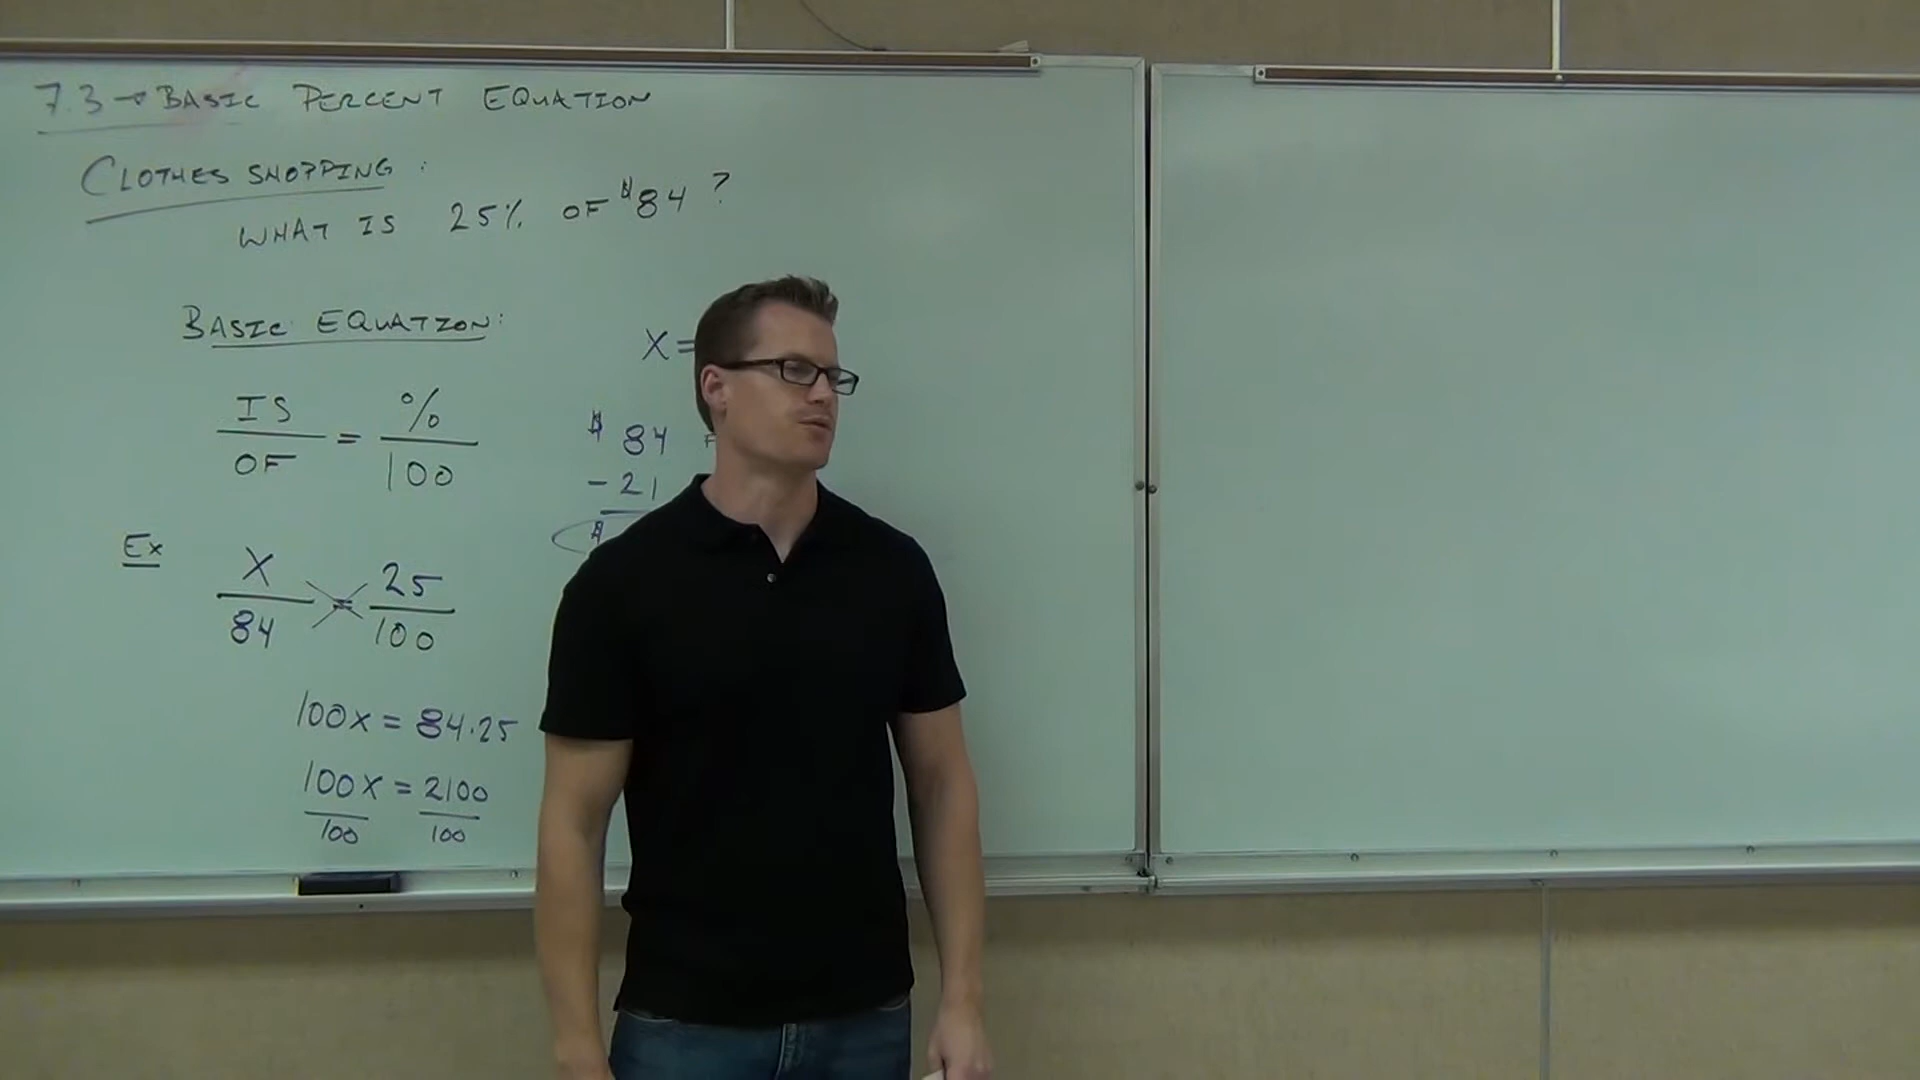 7.3 → BASIC PERCENT EQUATION
CLOTHES SHOPPING:
WHAT IS 25% OF $84?
BASIC EQUATION:
IS
OF
=
%
100
Ex
X
84
=
25
100
100x = 84·25
100x = 2100
100 100
X =
$ 84 F
- 21
$